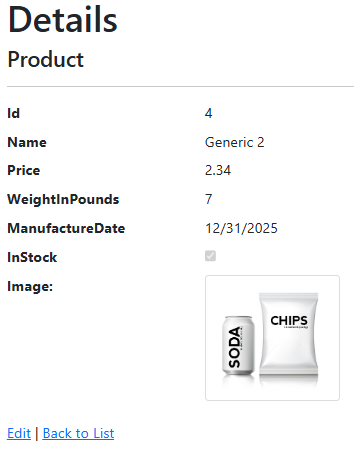 Details
Product
Id 4
Name Generic 2
Price 2.34
WeightInPounds 7
ManufactureDate 12/31/2025
InStock
Image:
SODA
CHIPS
Edit | Back to List